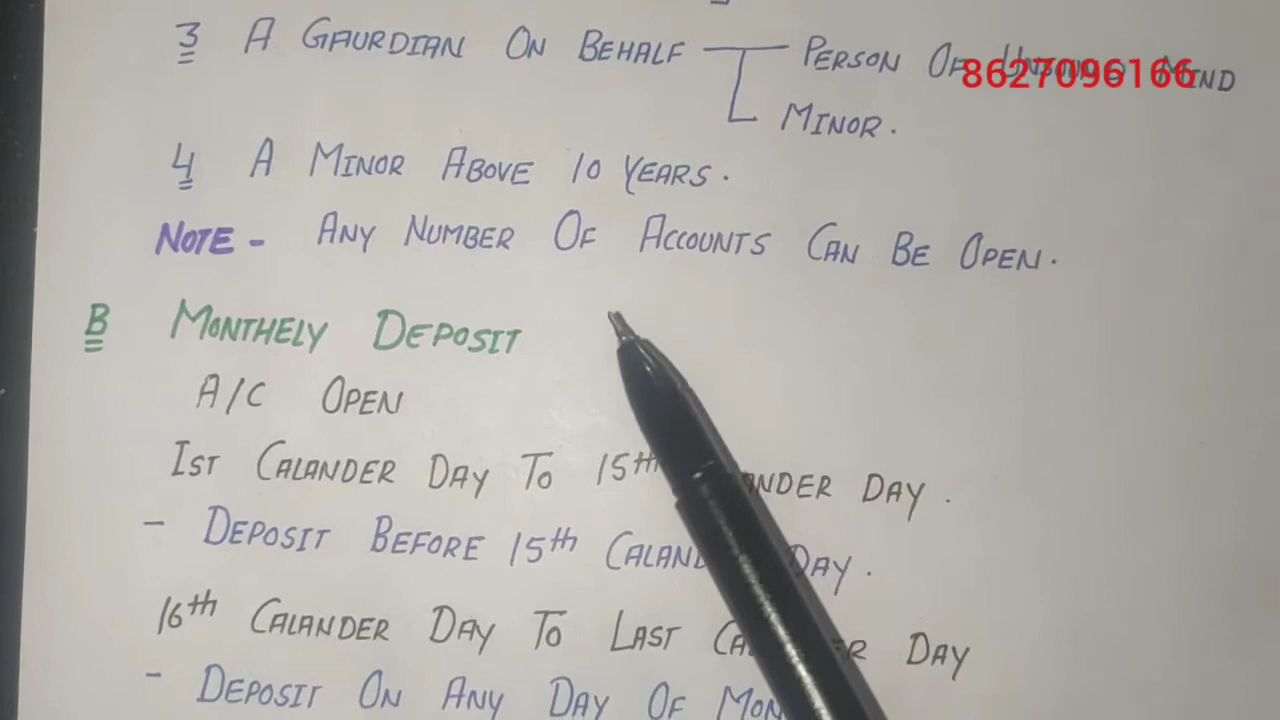 3 A GAURDIAN ON BEHALF PERSON OF MIND
8627096166
MINOR.
4 A MINOR ABOVE 10 YEARS.
NOTE - ANY NUMBER OF ACCOUNTS CAN BE OPEN.
B MONTHELY DEPOSIT
A/C OPEN
IST CALANDER DAY TO 15th DAY.
- DEPOSIT BEFORE 15th DAY.
16th CALANDER DAY TO LAST DAY
- DEPOSIT ON ANY DAY OF